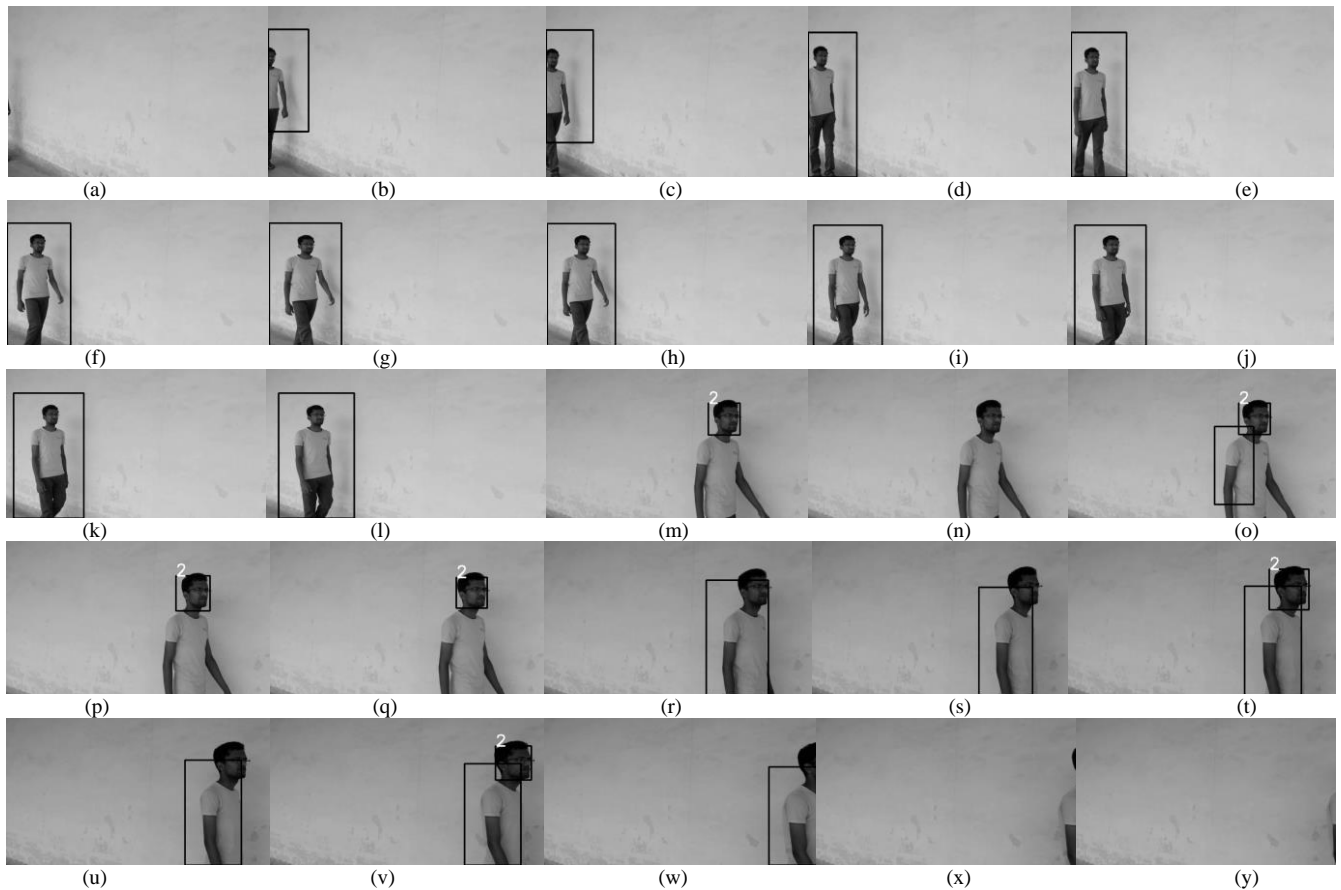 (a) (b) (c) (d) (e)
(f) (g) (h) (i) (j)
2 2
(k) (l) (m) (n) (o)
2 2 2
(p) (q) (r) (s) (t)
2
(u) (v) (w) (x) (y)